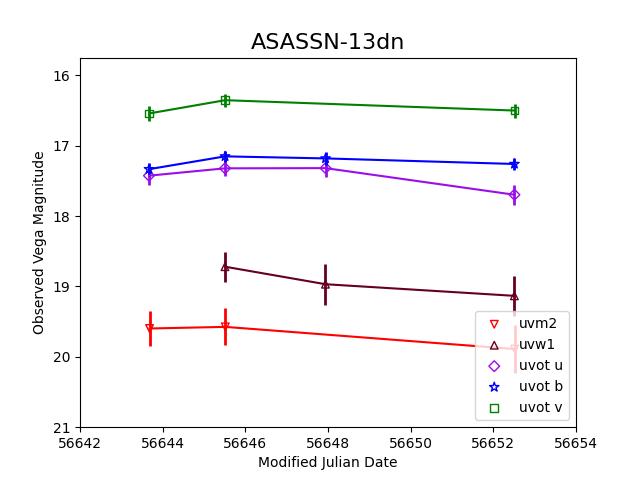 ASASSN-13dn
16
17
18
19
20
21
Observed Vega Magnitude
56642 56644 56646 56648 56650 56652 56654
Modified Julian Date
uvm2
uvw1
uvot u
uvot b
uvot v